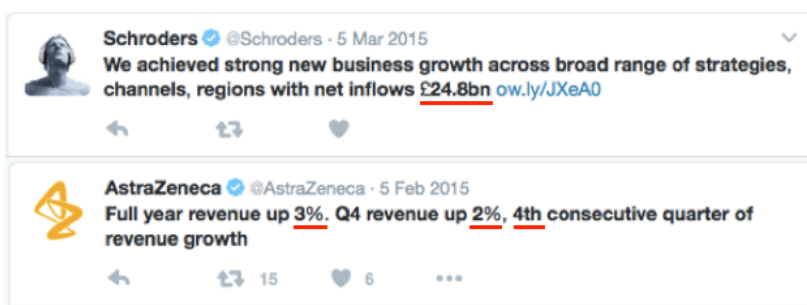 Schroders @Schroders · 5 Mar 2015
We achieved strong new business growth across broad range of strategies,
channels, regions with net inflows £24.8bn ow.ly/JXeA0
AstraZeneca @AstraZeneca · 5 Feb 2015
Full year revenue up 3%. Q4 revenue up 2%, 4th consecutive quarter of
revenue growth
15 6